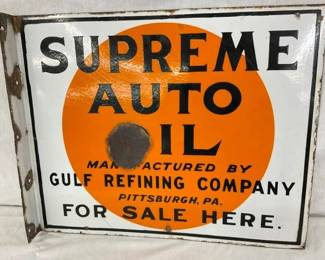 SUPREME
AUTO
IL
MANUFACTURED BY
GULF REFINING COMPANY
PITTSBURGH, PA.
FOR SALE HERE.